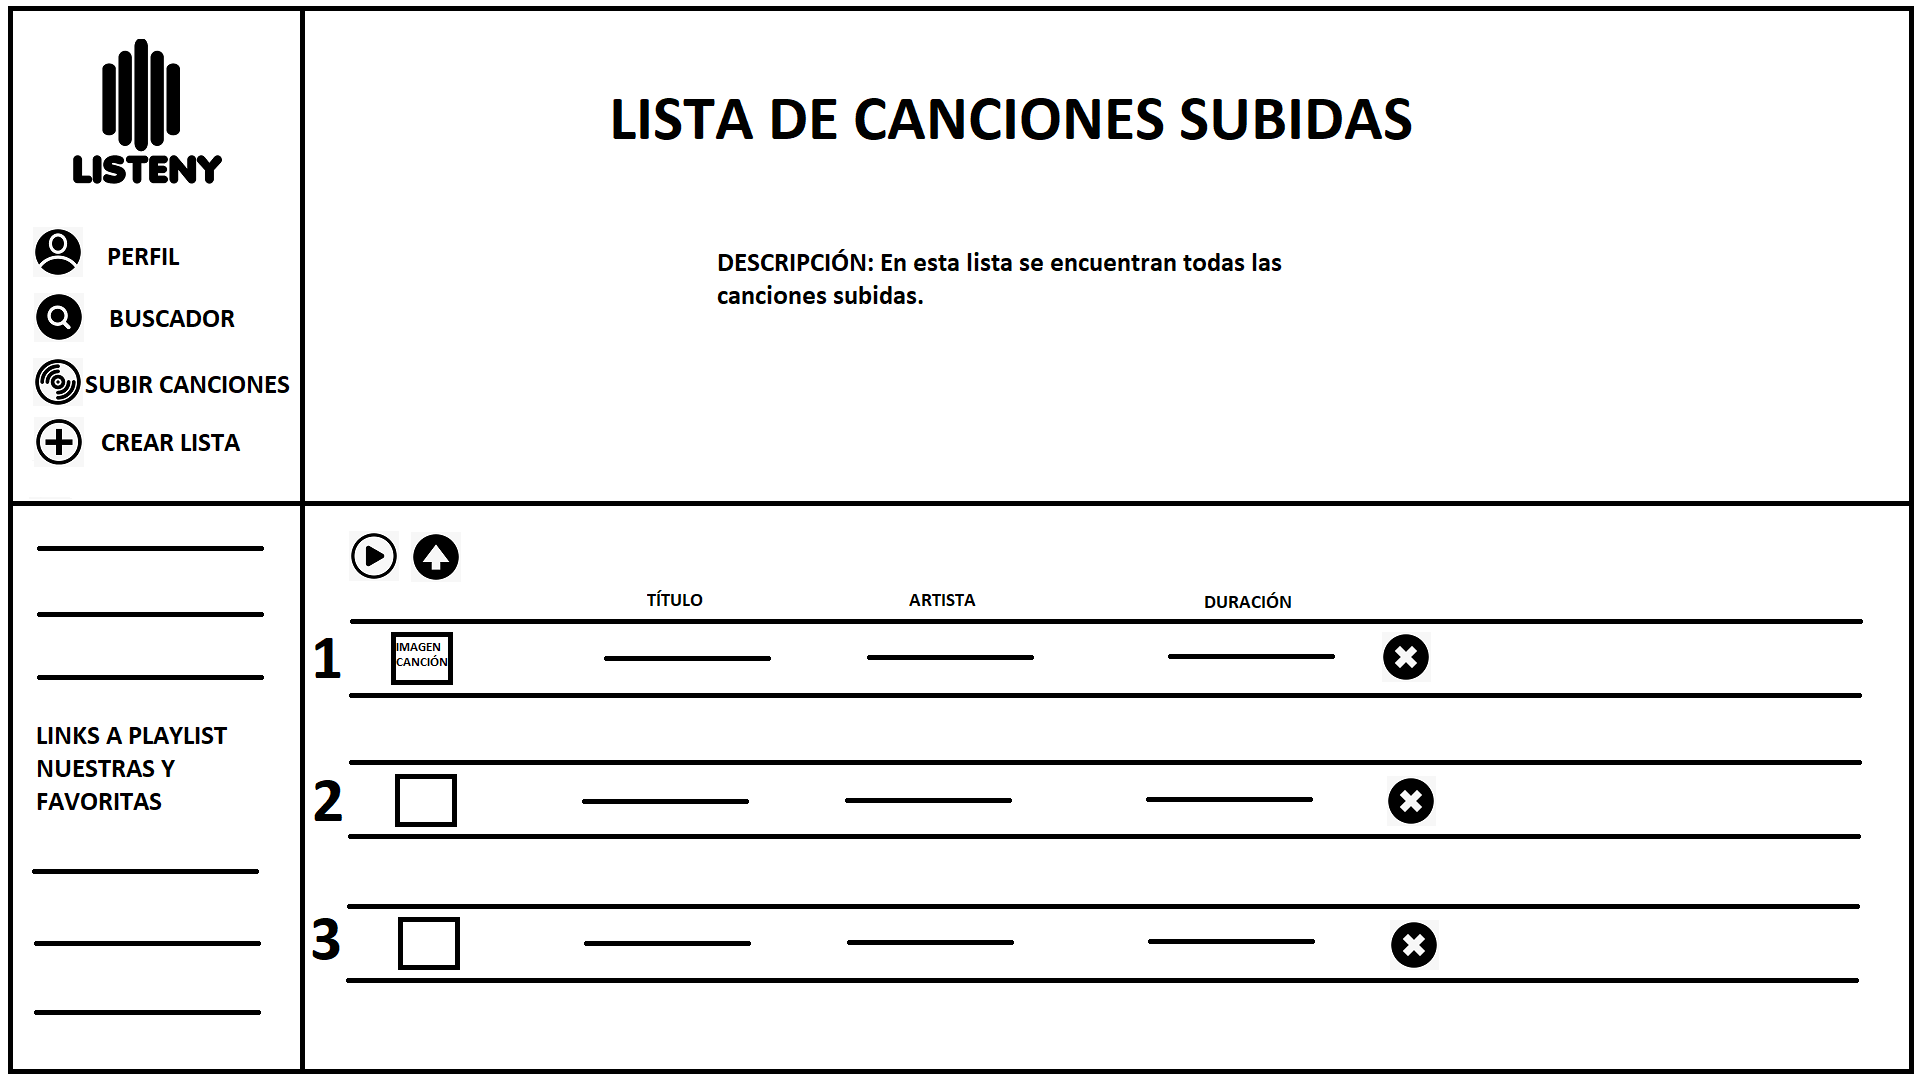 LISTENY
PERFIL
BUSCADOR
SUBIR CANCIONES
CREAR LISTA
LINKS A PLAYLIST
NUESTRAS Y
FAVORITAS
LISTA DE CANCIONES SUBIDAS
DESCRIPCIÓN: En esta lista se encuentran todas las
canciones subidas.
TÍTULO ARTISTA DURACIÓN
1
IMAGEN
CANCIÓN
2
3